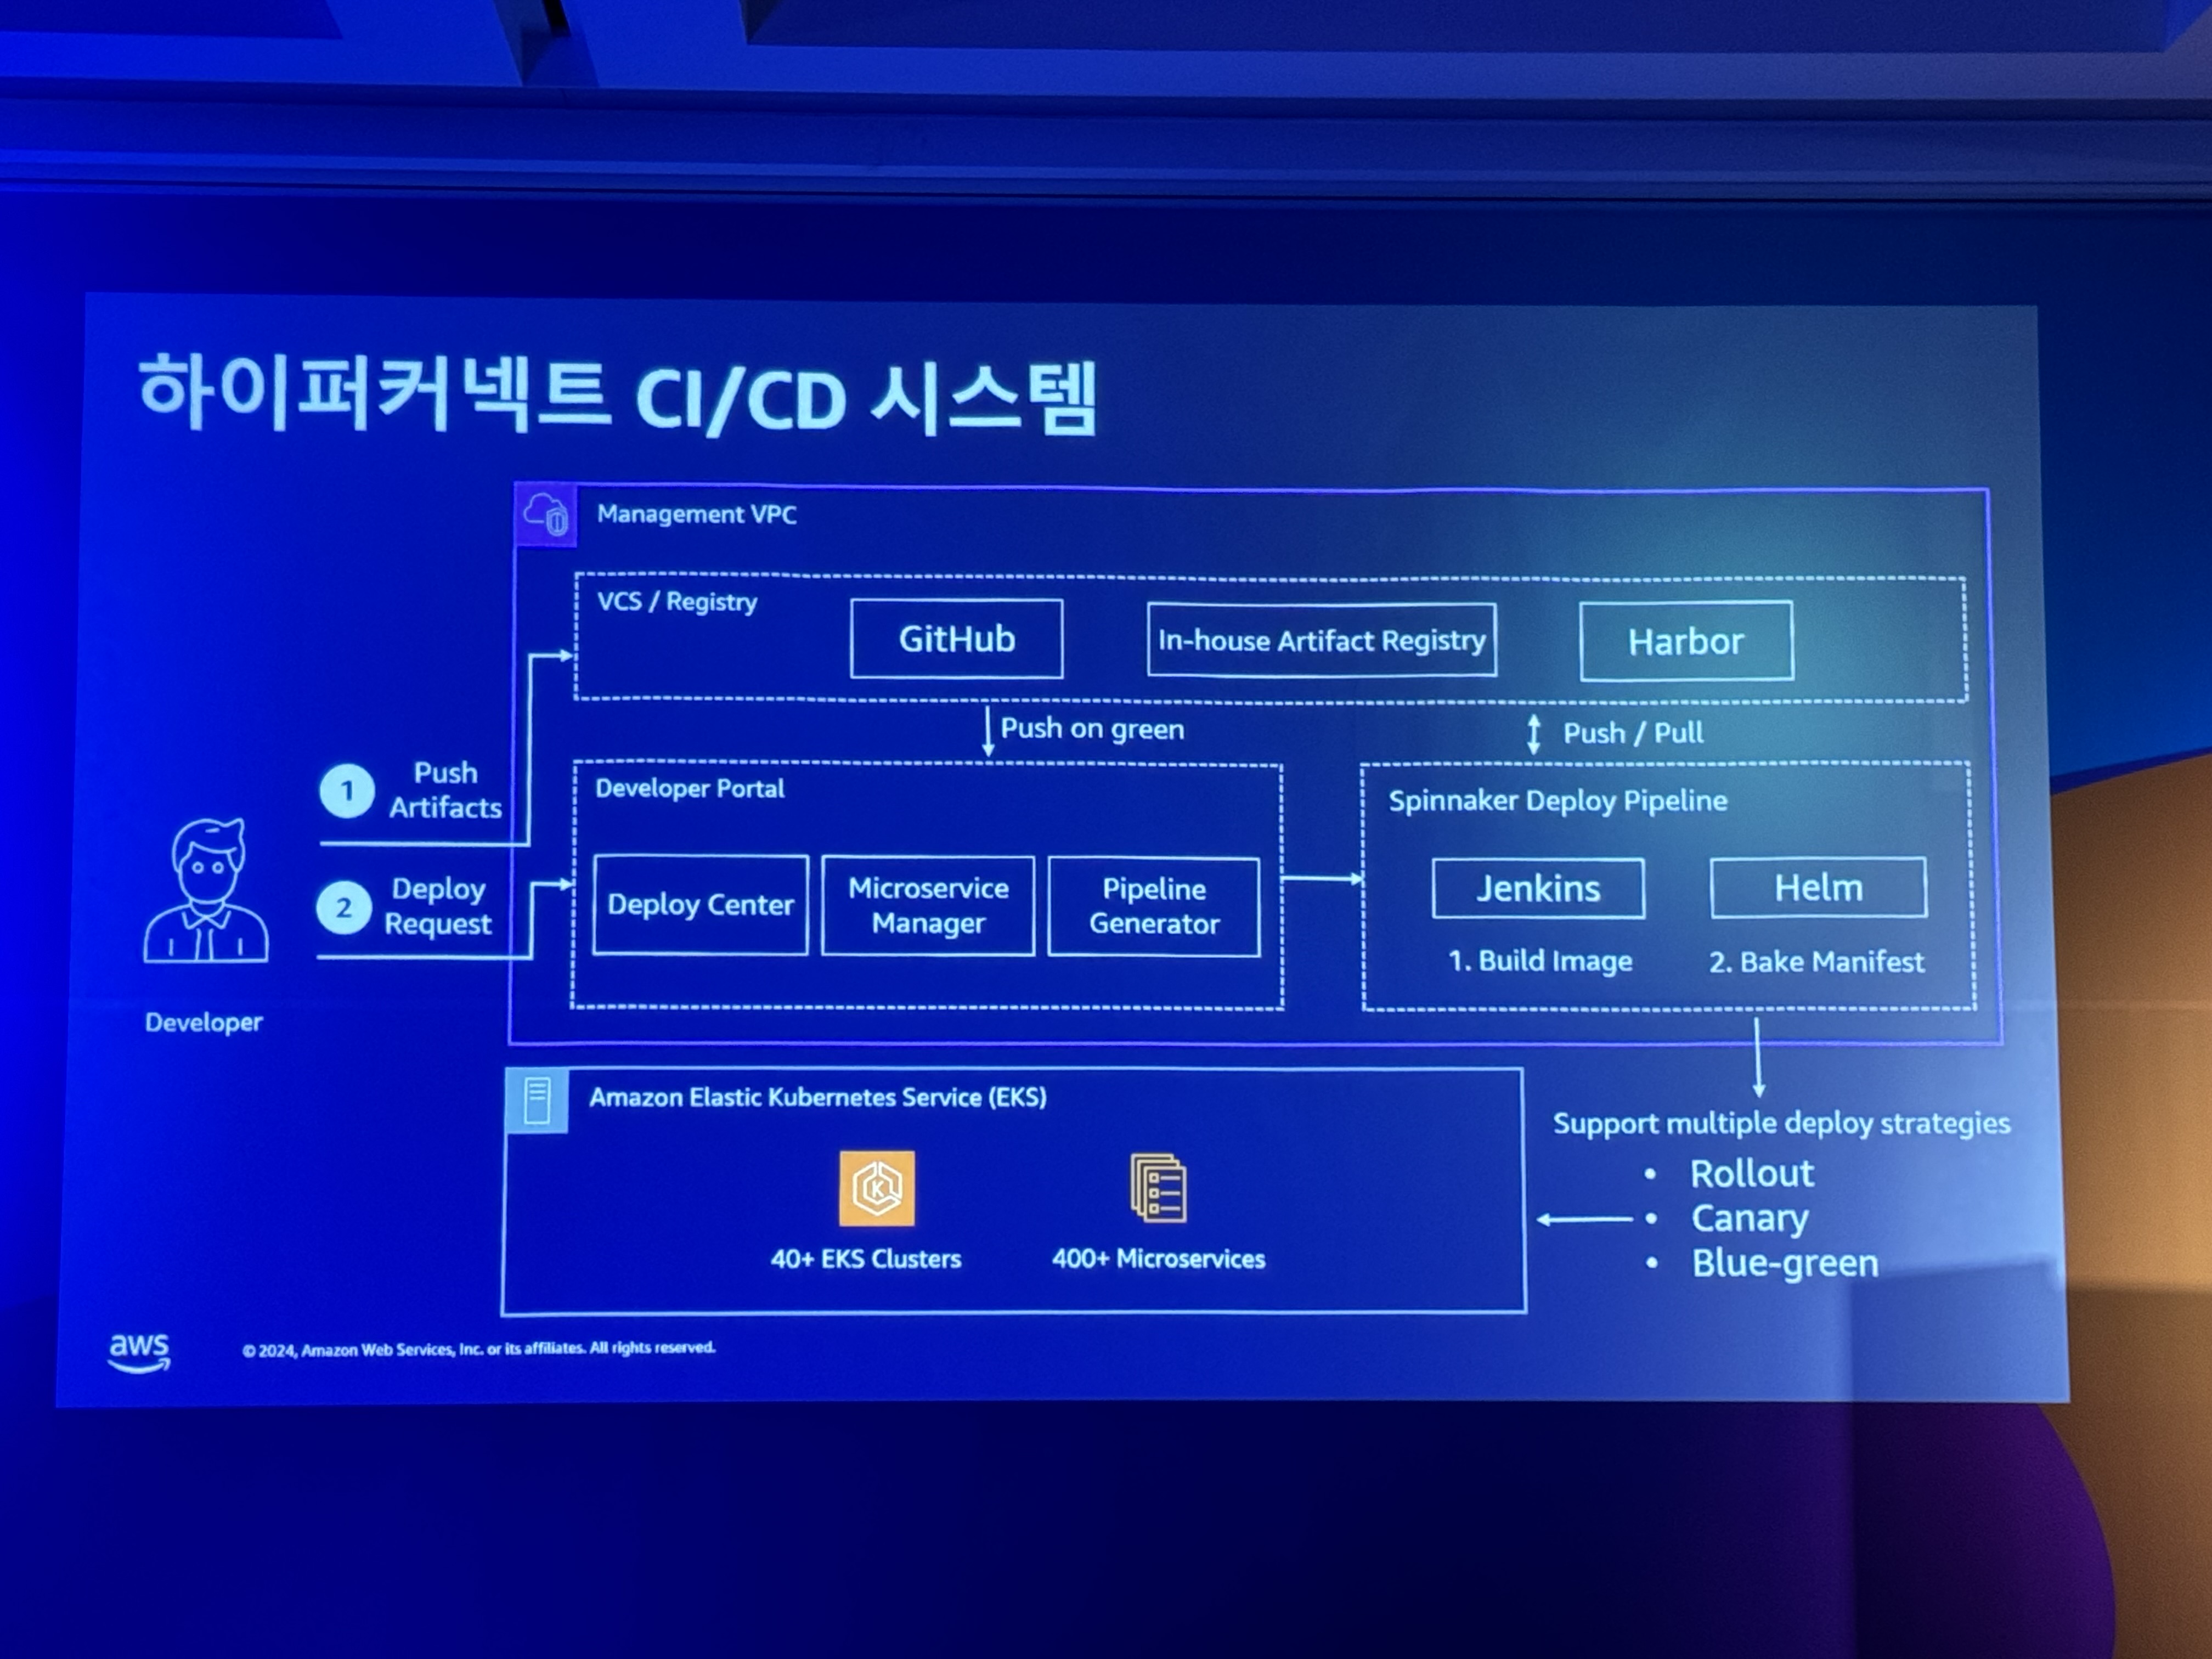 하이퍼커넥트 CI/CD 시스템
Management VPC
VCS / Registry
GitHub
In-house Artifact Registry
Harbor
Push on green
Push / Pull
1
Push
Artifacts
2
Deploy
Request
Developer
Developer Portal
Deploy Center
Microservice
Manager
Pipeline
Generator
Spinnaker Deploy Pipeline
Jenkins
Helm
1. Build Image
2. Bake Manifest
Amazon Elastic Kubernetes Service (EKS)
K
40+ EKS Clusters
400+ Microservices
Support multiple deploy strategies
• Rollout
• Canary
• Blue-green
aws
© 2024, Amazon Web Services, Inc. or its affiliates. All rights reserved.